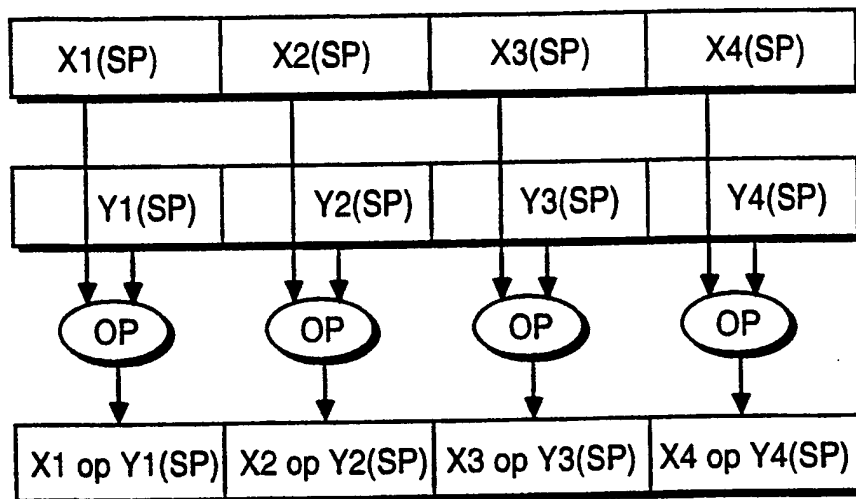 X1(SP) X2(SP) X3(SP) X4(SP)
Y1(SP) Y2(SP) Y3(SP) Y4(SP)
OP OP OP OP
X1 op Y1(SP) X2 op Y2(SP) X3 op Y3(SP) X4 op Y4(SP)